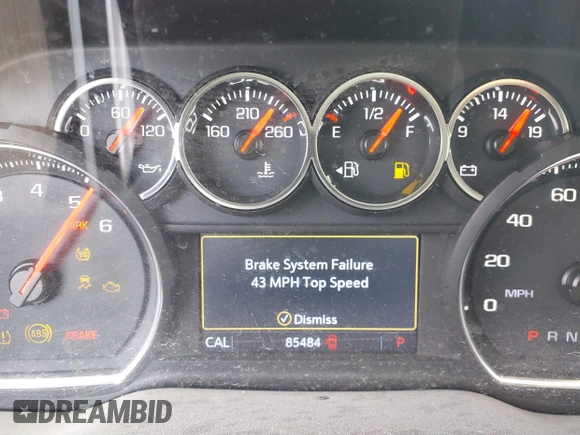 0 60 120
160 210 260
E 1/2 F
9 14 19
4 5 6
PARK
ABS
BRAKE
Brake System Failure
43 MPH Top Speed
Dismiss
CAL 85484 P
60
40
20
0 MPH
P R N
DREAMBID